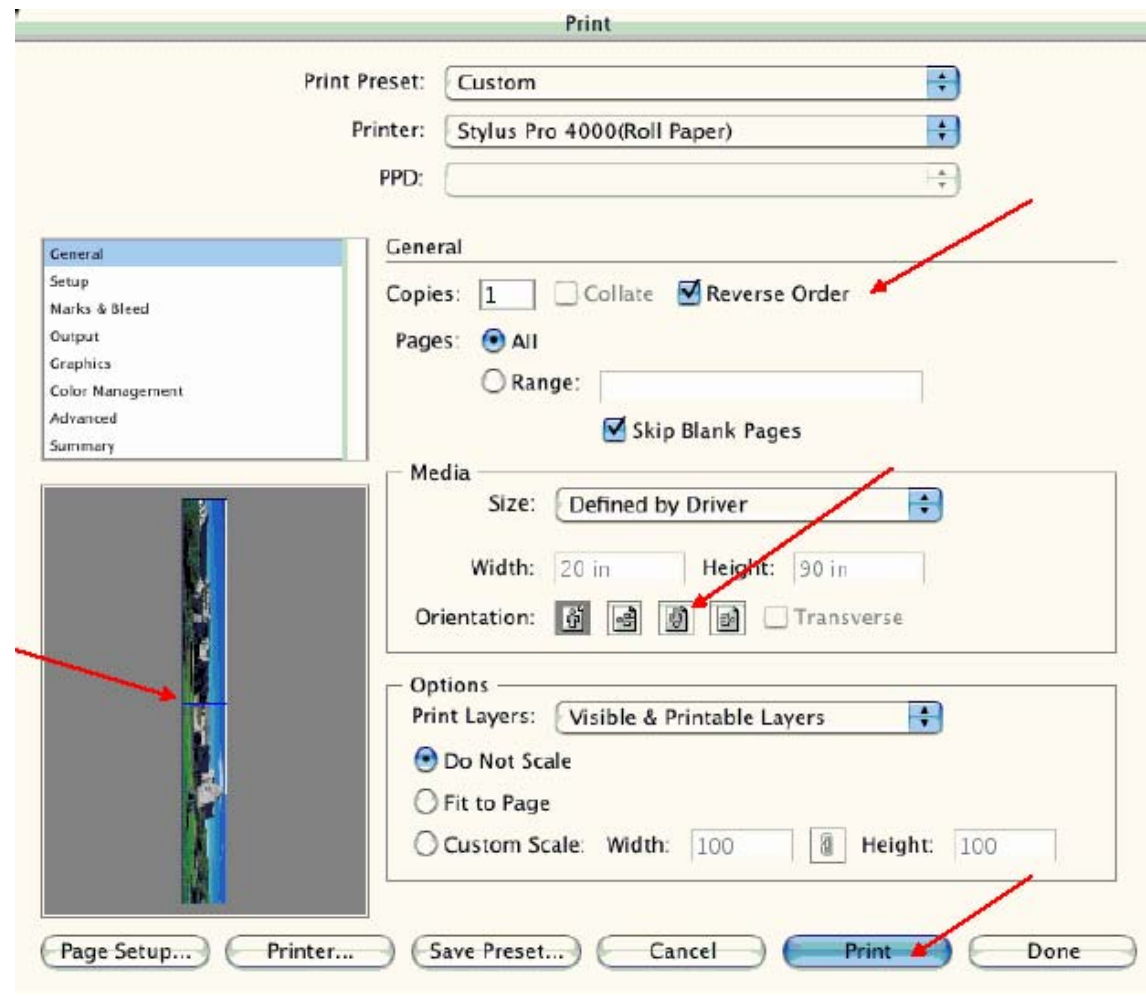 Print
Print Preset: Custom
Printer: Stylus Pro 4000(Roll Paper)
PPD:
General
Setup
Marks & Bleed
Output
Graphics
Color Management
Advanced
Summary
General
Copies: 1 Collate Reverse Order
Pages: All
Range:
Skip Blank Pages
Media
Size: Defined by Driver
Width: 20 in Height: 90 in
Orientation: Transverse
Options
Print Layers: Visible & Printable Layers
Do Not Scale
Fit to Page
Custom Scale: Width: 100 Height: 100
Page Setup... Printer... Save Preset... Cancel Print Done